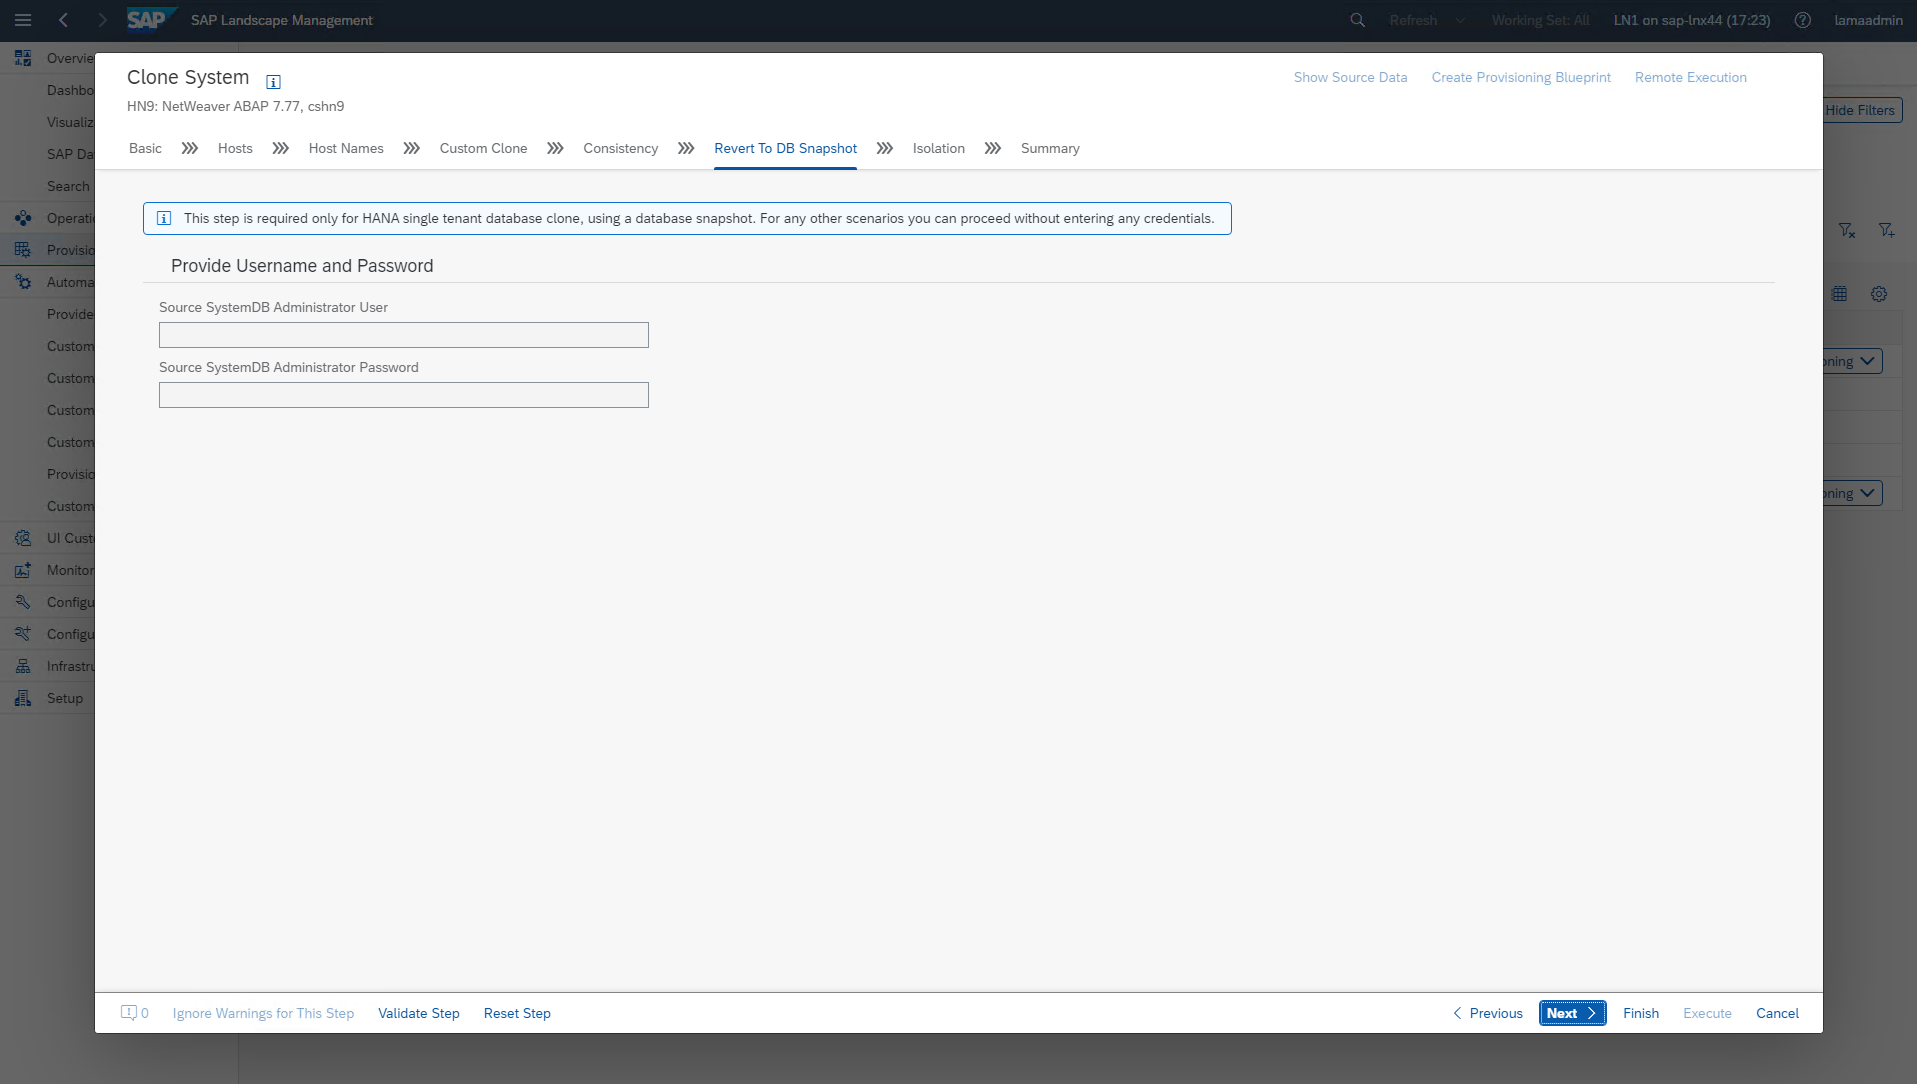 SAP
SAP Landscape Management
Refresh
Working Set: All
LN1 on sap-lnx44 (17:23)
lamaadmin
Overvie
Dashbo
Visualiz
SAP Da
Search
Operati
Provisio
Automa
Provide
Custom
Custom
Custom
Custom
Provisio
Custom
UI Cust
Monitor
Configu
Configu
Infrastru
Setup
Hide Filters
oning
oning
Clone System
HN9: NetWeaver ABAP 7.77, cshn9
Show Source Data
Create Provisioning Blueprint
Remote Execution
Basic
Hosts
Host Names
Custom Clone
Consistency
Revert To DB Snapshot
Isolation
Summary
This step is required only for HANA single tenant database clone, using a database snapshot. For any other scenarios you can proceed without entering any credentials.
Provide Username and Password
Source SystemDB Administrator User
Source SystemDB Administrator Password
0
Ignore Warnings for This Step
Validate Step
Reset Step
Previous
Next
Finish
Execute
Cancel